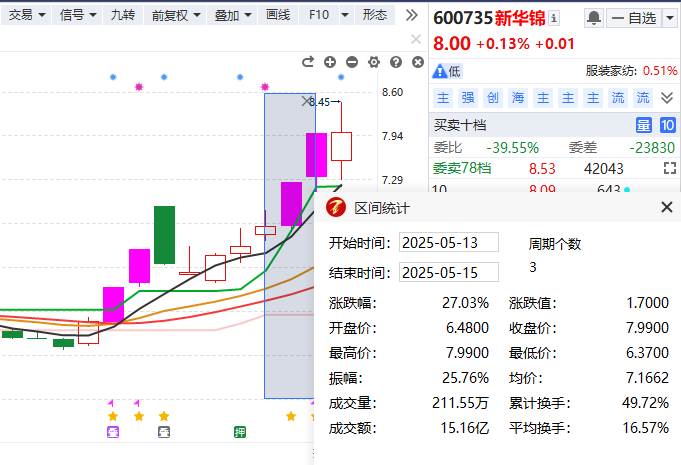 交易 信号 九转 前复权 叠加 画线 F10 形态
600735 新华锦
8.00 +0.13% +0.01
自选
低 服装家纺: 0.51%
主 强 创 海 主 主 主 流 流
买卖十档 量 10
委比 -39.55% 委差 -23830
委卖78档 8.53 42043
10 8.09 643
8.60
8.45
7.94
7.29
押
区间统计
开始时间: 2025-05-13 周期个数
结束时间: 2025-05-15 3
涨跌幅: 27.03% 涨跌值: 1.7000
开盘价: 6.4800 收盘价: 7.9900
最高价: 7.9900 最低价: 6.3700
振幅: 25.76% 均价: 7.1662
成交量: 211.55万 累计换手: 49.72%
成交额: 15.16亿 平均换手: 16.57%